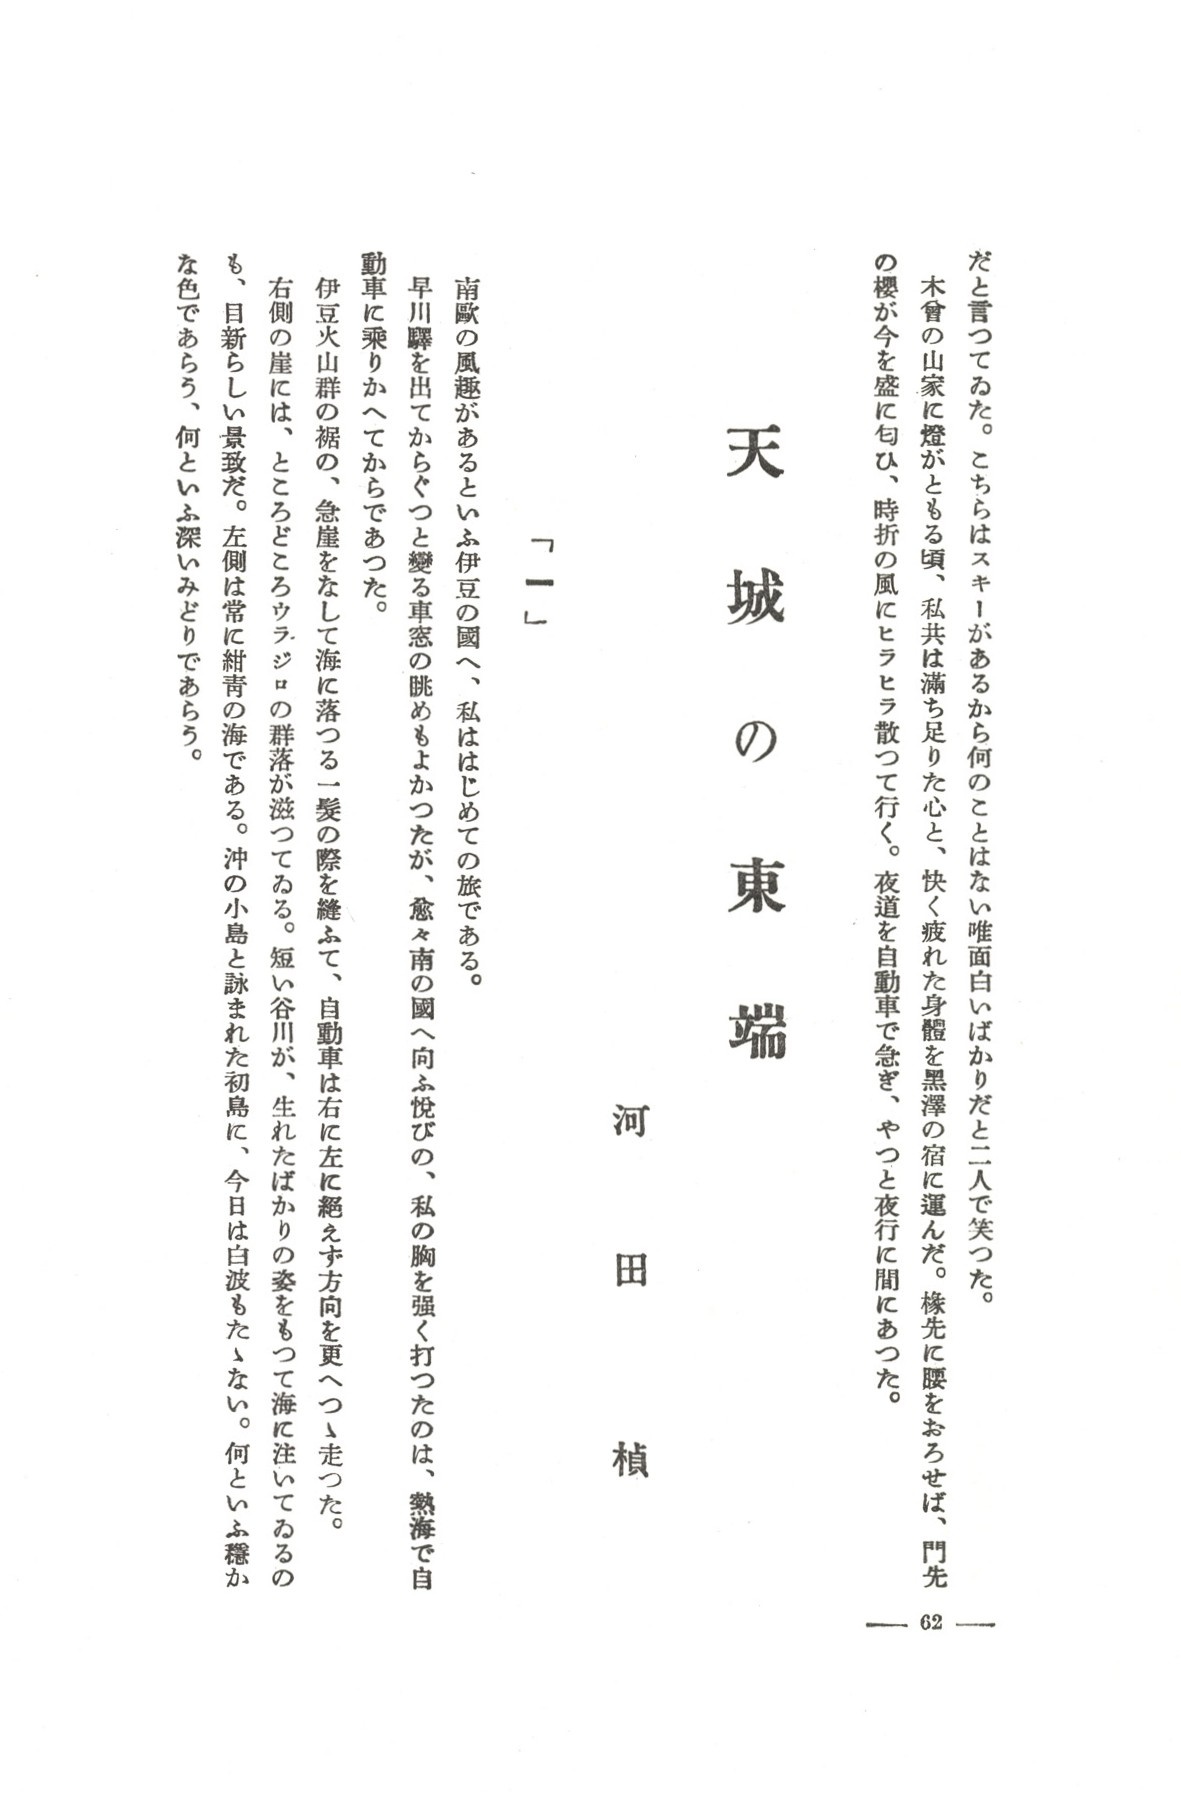 だと言つてゐた。こちらはスキーがあるから何のことはない唯面白いばかりだと二人で笑つた。
木曾の山家に燈がともる頃、私共は滿ち足りた心と、快く疲れた身體を黑澤の宿に運んだ。椽先に腰をおろせば、門先
の櫻が今を盛に匂ひ、時折の風にヒラヒラ散つて行く。夜道を自動車で急ぎ、やつと夜行に間にあつた。
天城の東端
河田楨
「一」
南歐の風趣があるといふ伊豆の國へ、私ははじめての旅である。
早川驛を出てからぐつと變る車窓の眺めもよかつたが、愈々南の國へ向ふ悅びの、私の胸を强く打つたのは、熱海で自
動車に乘りかへてからであつた。
伊豆火山群の裾の、急崖をなして海に落つる一髮の際を縫ふて、自動車は右に左に絕えず方向を更へつゝ走つた。
右側の崖には、ところどころウラジロの群落が滋つてゐる。短い谷川が、生れたばかりの姿をもつて海に注いてゐるの
も、目新らしい景致だ。左側は常に紺靑の海である。沖の小島と詠まれた初島に、今日は白波もたゝない。何といふ穩か
な色であらう、何といふ深いみどりであらう。
62